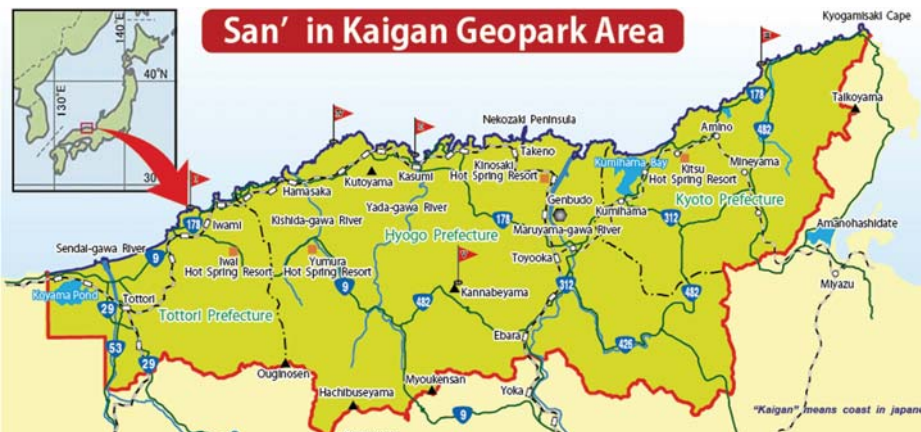 San' in Kaigan Geopark Area
140°E
40°N
130°E
30°
Kyogamisaki Cape
178
Taikoyama
482
Nekozaki Peninsula
Amino
Takeno
Kumihama Bay
Mineyama
Kinosaki
Hot Spring Resort
Kitsu
Hot Spring Resort
Kutoyama
Kasumi
Hamasaka
Genbudo
Kumihama
Kyoto Prefecture
312
Iwami
178
Kishida-gawa River
Yada-gawa River
178
Maruyama-gawa River
Amanohashidate
Hyogo Prefecture
Sendai-gawa River
9
Iwai
Hot Spring Resort
Yumura
Hot Spring Resort
Toyooka
Miyazu
Koyama Pond
Tottori
29
9
482
Kannabeyama
312
482
Tottori Prefecture
Ebara
426
53
29
Ouginosen
Hachibuseyama
Myoukensan
Yoka
9
"Kaigan" means coast in japane